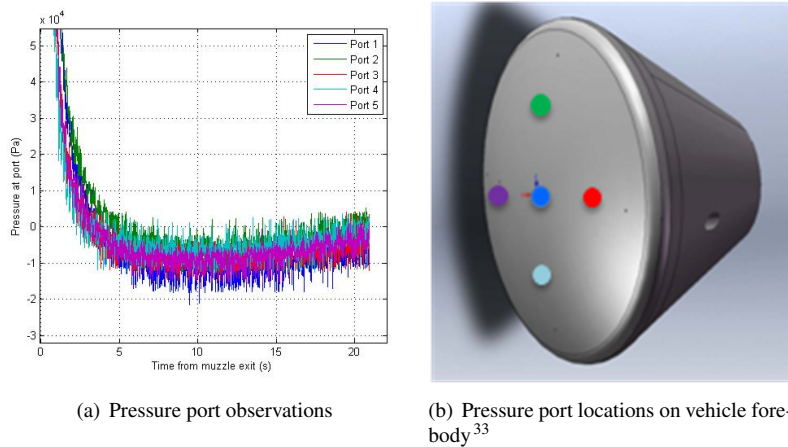 x 10^4
Port 1
Port 2
Port 3
Port 4
Port 5
5
4
3
2
1
0
-1
-2
-3
0 5 10 15 20
Pressure at port (Pa)
Time from muzzle exit (s)
(a) Pressure port observations
(b) Pressure port locations on vehicle fore-
body33